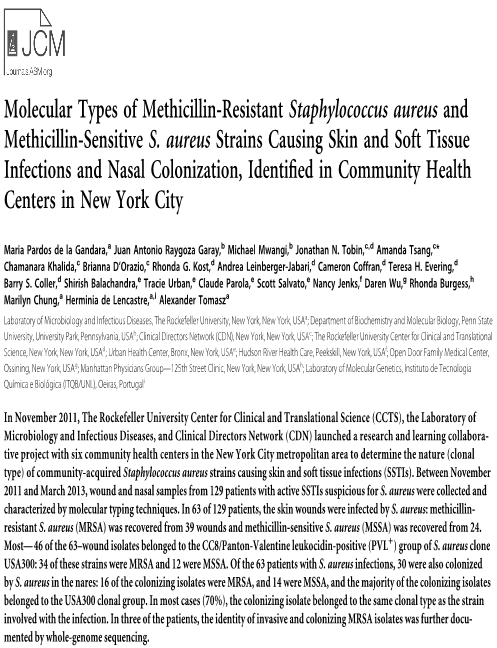 JCM
Journals.ASM.org
Molecular Types of Methicillin-Resistant Staphylococcus aureus and
Methicillin-Sensitive S. aureus Strains Causing Skin and Soft Tissue
Infections and Nasal Colonization, Identified in Community Health
Centers in New York City
Maria Pardos de la Gandara,a Juan Antonio Raygoza Garay,b Michael Mwangi,b Jonathan N. Tobin,c,d Amanda Tsang,c*
Chamanara Khalida,c Brianna D'Orazio,c Rhonda G. Kost,d Andrea Leinberger-Jabari,d Cameron Coffran,d Teresa H. Evering,d
Barry S. Coller,d Shirish Balachandra,e Tracie Urban,e Claude Parola,e Scott Salvato,e Nancy Jenks,f Daren Wu,g Rhonda Burgess,h
Marilyn Chung,a Herminia de Lencastre,a,i Alexander Tomasza
Laboratory of Microbiology and Infectious Diseases, The Rockefeller University, New York, New York, USAa; Department of Biochemistry and Molecular Biology, Penn State
University, University Park, Pennsylvania, USAb; Clinical Directors Network (CDN), New York, New York, USAc; The Rockefeller University Center for Clinical and Translational
Science, New York, New York, USAd; Urban Health Center, Bronx, New York, USAe; Hudson River Health Care, Peekskill, New York, USAf; Open Door Family Medical Center,
Ossining, New York, USAg; Manhattan Physicians Group—125th Street Clinic, New York, New York, USAh; Laboratory of Molecular Genetics, Instituto de Tecnologia
Química e Biológica (ITQB/UNL), Oeiras, Portugali
In November 2011, The Rockefeller University Center for Clinical and Translational Science (CCTS), the Laboratory of
Microbiology and Infectious Diseases, and Clinical Directors Network (CDN) launched a research and learning collabora-
tive project with six community health centers in the New York City metropolitan area to determine the nature (clonal
type) of community-acquired Staphylococcus aureus strains causing skin and soft tissue infections (SSTIs). Between November
2011 and March 2013, wound and nasal samples from 129 patients with active SSTIs suspicious for S. aureus were collected and
characterized by molecular typing techniques. In 63 of 129 patients, the skin wounds were infected by S. aureus: methicillin-
resistant S. aureus (MRSA) was recovered from 39 wounds and methicillin-sensitive S. aureus (MSSA) was recovered from 24.
Most—46 of the 63–wound isolates belonged to the CC8/Panton-Valentine leukocidin-positive (PVL+) group of S. aureus clone
USA300: 34 of these strains were MRSA and 12 were MSSA. Of the 63 patients with S. aureus infections, 30 were also colonized
by S. aureus in the nares: 16 of the colonizing isolates were MRSA, and 14 were MSSA, and the majority of the colonizing isolates
belonged to the USA300 clonal group. In most cases (70%), the colonizing isolate belonged to the same clonal type as the strain
involved with the infection. In three of the patients, the identity of invasive and colonizing MRSA isolates was further docu-
mented by whole-genome sequencing.